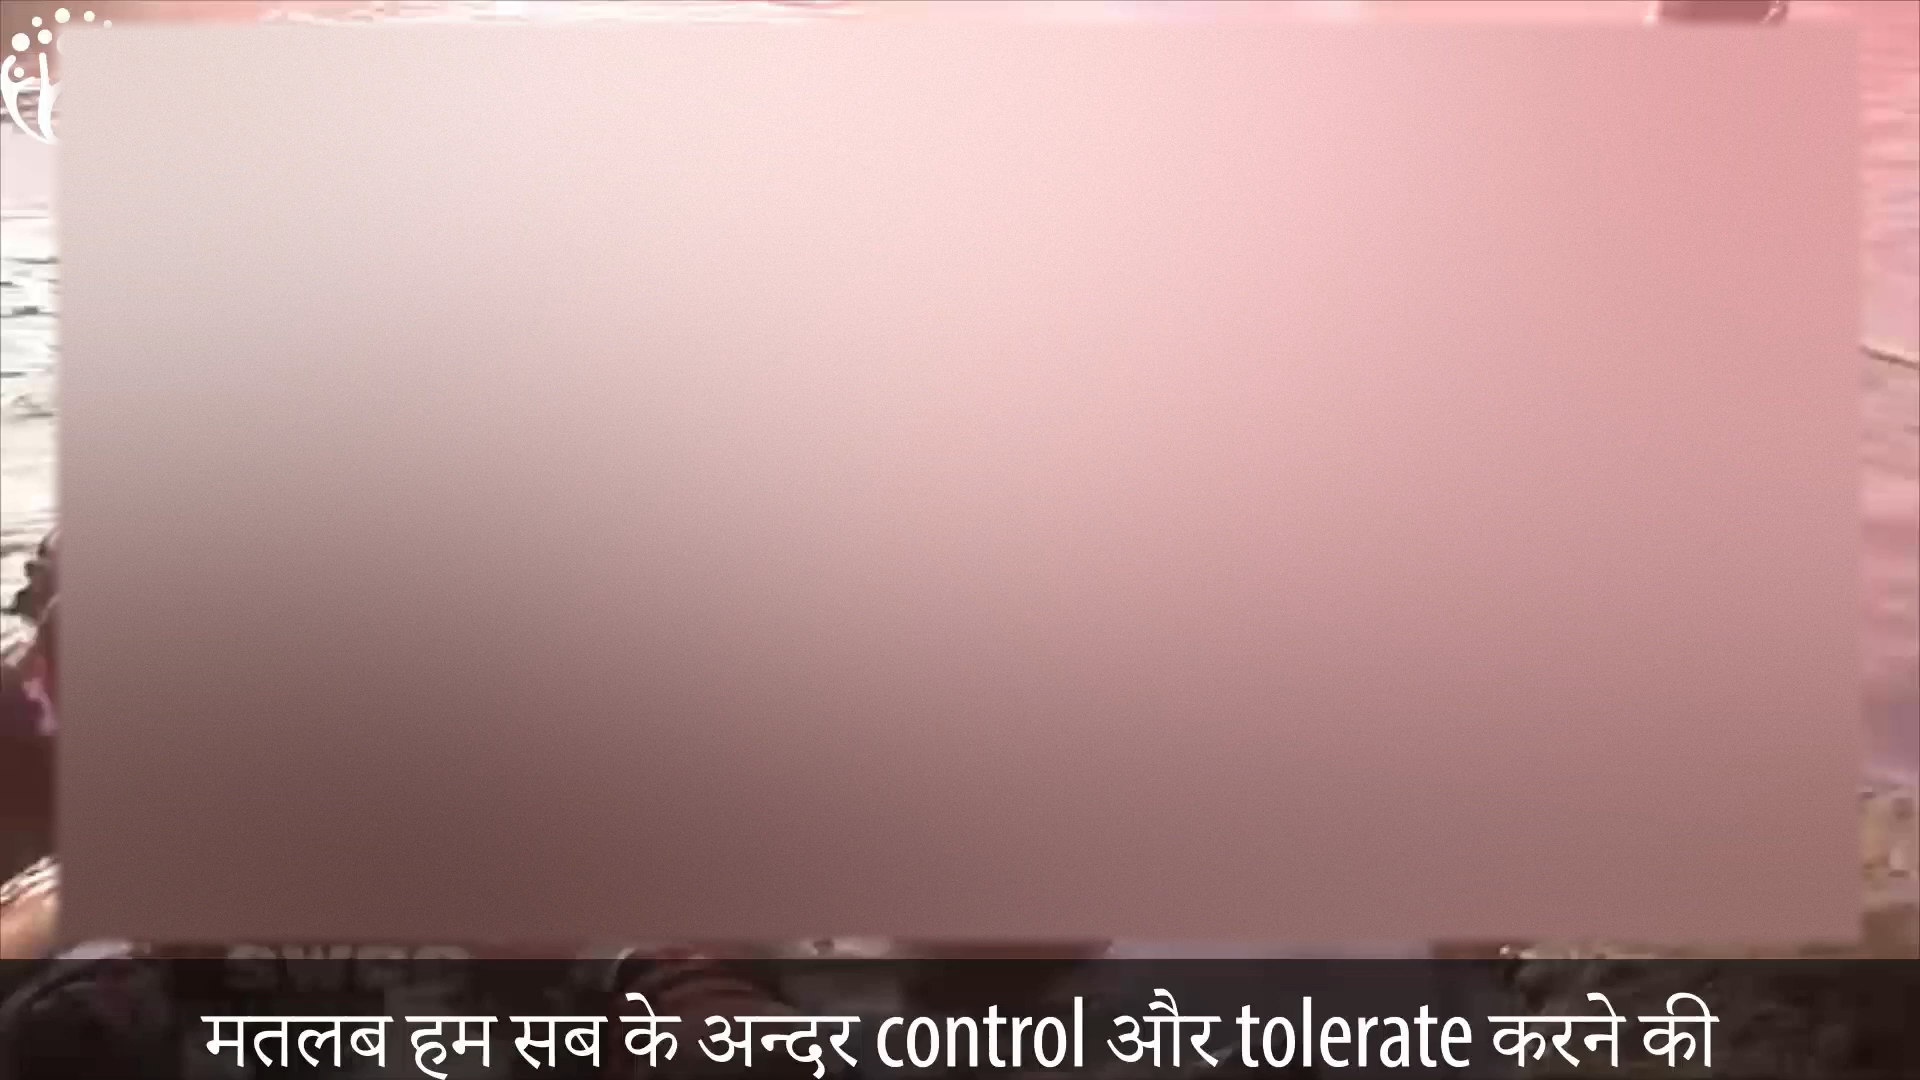 मतलब हम सब के अन्दर control और tolerate करने की